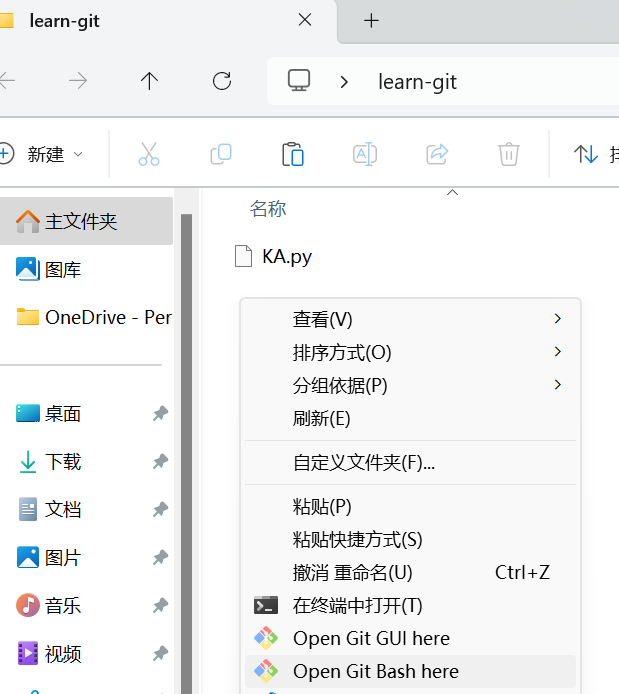 learn-git
learn-git
新建
名称
主文件夹
KA.py
图库
OneDrive - Per
查看(V)
排序方式(O)
分组依据(P)
刷新(E)
自定义文件夹(F)...
粘贴(P)
粘贴快捷方式(S)
撤消 重命名(U) Ctrl+Z
在终端中打开(T)
Open Git GUI here
Open Git Bash here
桌面
下载
文档
图片
音乐
视频